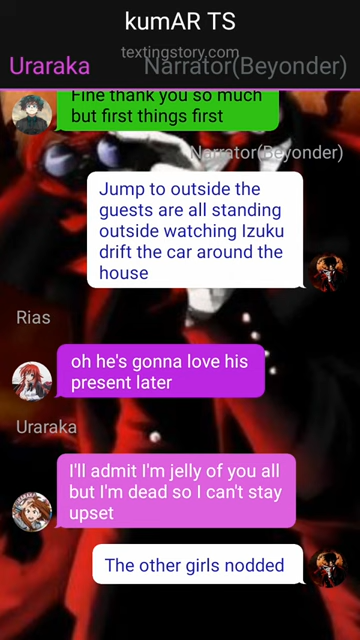 kumAR TS
textingstory.com
Uraraka
Narrator(Beyonder)
Fine thank you so much
but first things first
Narrator(Beyonder)
Jump to outside the
guests are all standing
outside watching Izuku
drift the car around the
house
Rias
oh he's gonna love his
present later
Uraraka
I'll admit I'm jelly of you all
but I'm dead so I can't stay
upset
The other girls nodded